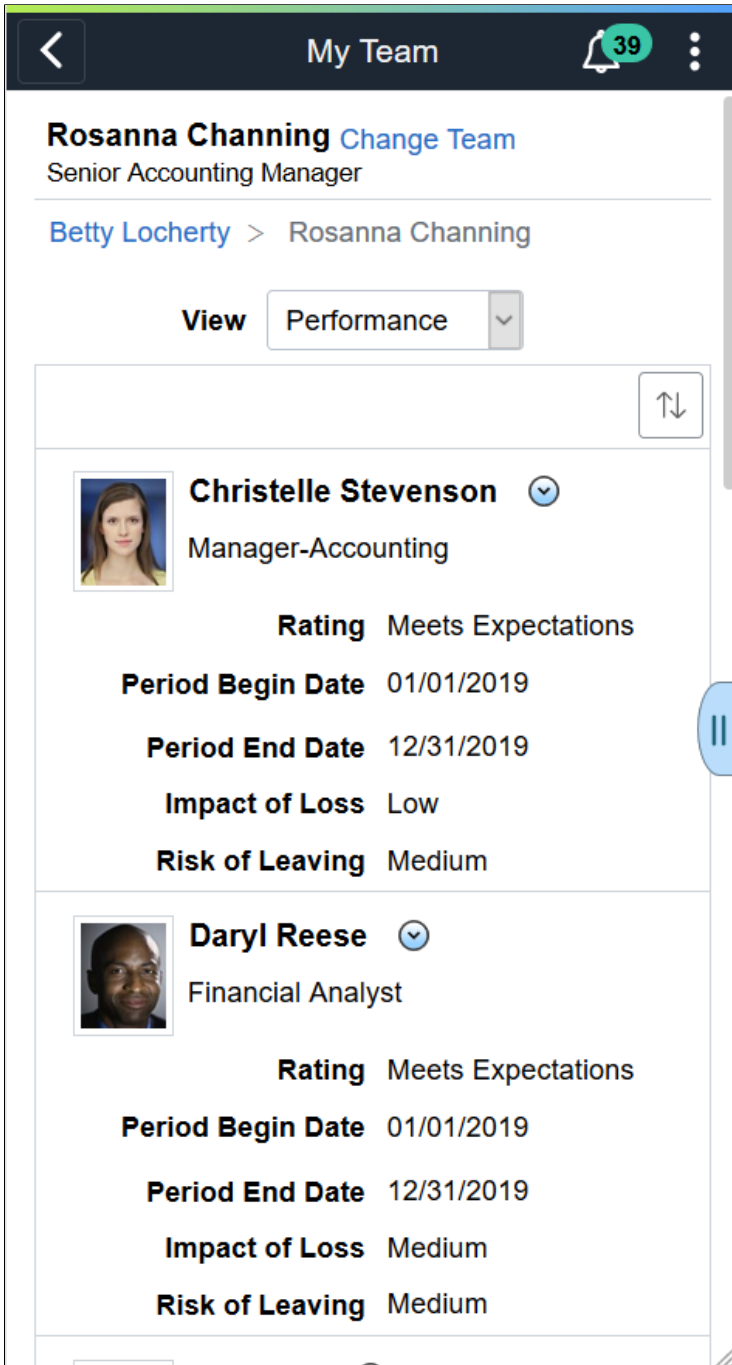 My Team
39
Rosanna Channing Change Team
Senior Accounting Manager
Betty Locherty > Rosanna Channing
View Performance
Christelle Stevenson
Manager-Accounting
Rating Meets Expectations
Period Begin Date 01/01/2019
Period End Date 12/31/2019
Impact of Loss Low
Risk of Leaving Medium
Daryl Reese
Financial Analyst
Rating Meets Expectations
Period Begin Date 01/01/2019
Period End Date 12/31/2019
Impact of Loss Medium
Risk of Leaving Medium